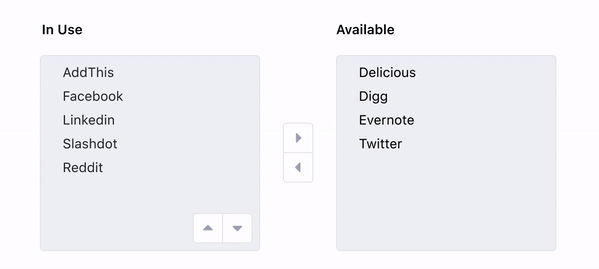 In Use
AddThis
Facebook
Linkedin
Slashdot
Reddit
Available
Delicious
Digg
Evernote
Twitter